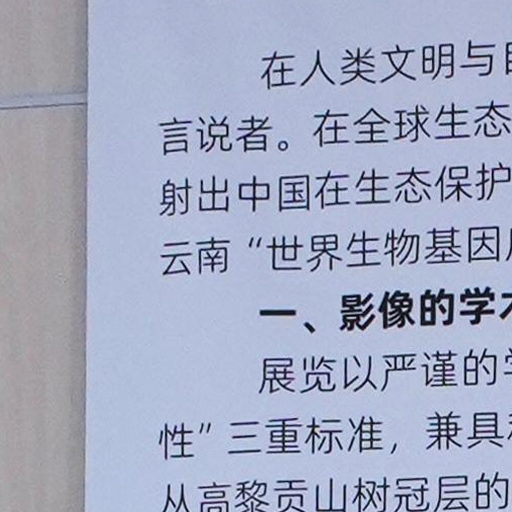 在人类文明与
言说者。在全球生态
射出中国在生态保护
云南“世界生物基因
一、影像的学
展览以严谨的
性”三重标准，兼具
从高黎贡山树冠层的